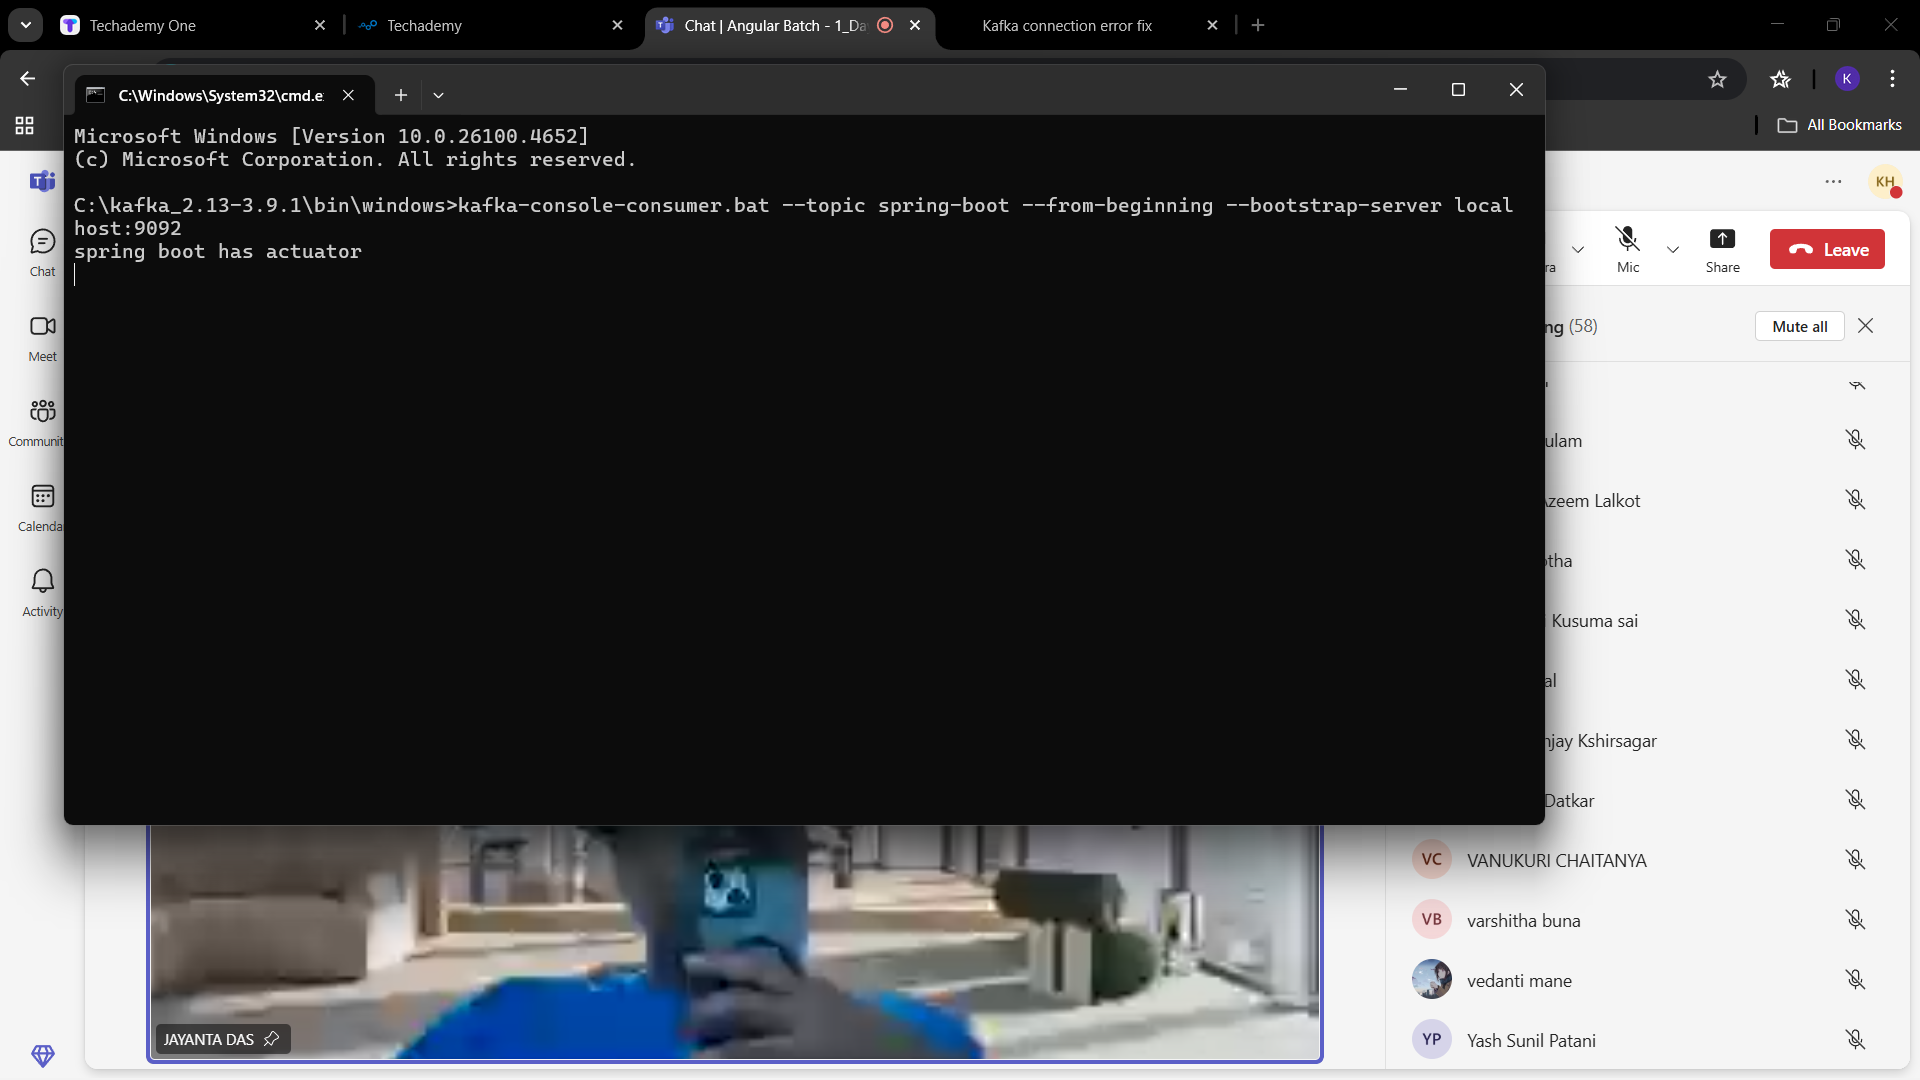 Techademy One
Techademy
Chat | Angular Batch - 1_Da
Kafka connection error fix
K
All Bookmarks
C:\Windows\System32\cmd.e
Microsoft Windows [Version 10.0.26100.4652]
(c) Microsoft Corporation. All rights reserved.
C:\kafka_2.13-3.9.1\bin\windows>kafka-console-consumer.bat --topic spring-boot --from-beginning --bootstrap-server local
host:9092
spring boot has actuator
Chat
Meet
Communit
Calenda
Activity
KH
ra
Mic
Share
Leave
ng (58)
Mute all
ulam
Azeem Lalkot
otha
Kusuma sai
al
njay Kshirsagar
Datkar
VC VANUKURI CHAITANYA
VB varshitha buna
vedanti mane
YP Yash Sunil Patani
JAYANTA DAS